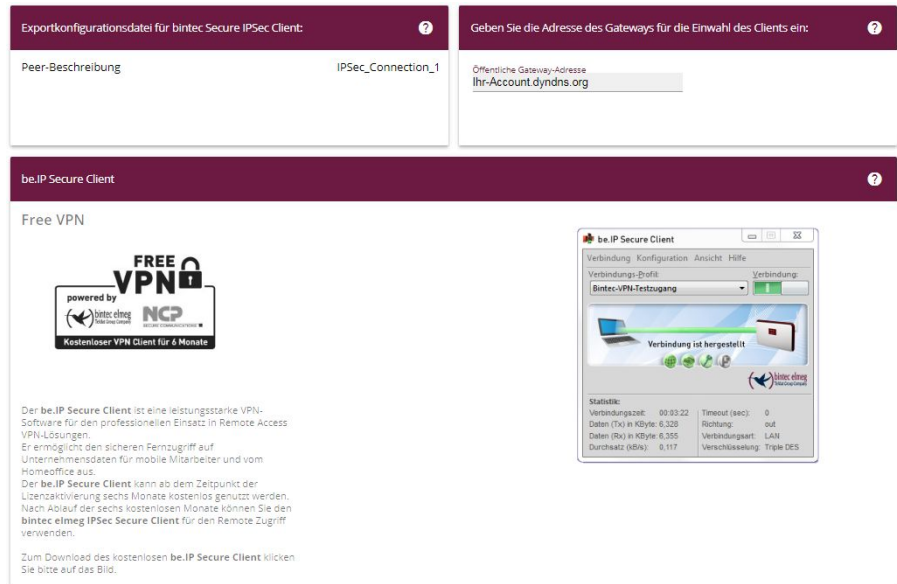 Exportkonfigurationsdatei für bintec Secure IPSec Client:
?
Peer-Beschreibung
IPSec_Connection_1
Geben Sie die Adresse des Gateways für die Einwahl des Clients ein:
?
Öffentliche Gateway-Adresse
Ihr-Account.dyndns.org
be.IP Secure Client
?
Free VPN
FREE
VPN
powered by
bintec elmeg
NCP
SECURE COMMUNICATIONS
Kostenloser VPN Client für 6 Monate
Der be.IP Secure Client ist eine leistungsstarke VPN-
Software für den professionellen Einsatz in Remote Access
VPN-Lösungen.
Er ermöglicht den sicheren Fernzugriff auf
Unternehmensdaten für mobile Mitarbeiter und vom
Homeoffice aus.
Der be.IP Secure Client kann ab dem Zeitpunkt der
Lizenzaktivierung sechs Monate kostenlos genutzt werden.
Nach Ablauf der sechs kostenlosen Monate können Sie den
bintec elmeg IPSec Secure Client für den Remote Zugriff
verwenden.
Zum Download des kostenlosen be.IP Secure Client klicken
Sie bitte auf das Bild.
be.IP Secure Client
Verbindung Konfiguration Ansicht Hilfe
Verbindungs-Profil:
Verbindung:
Bintec-VPN-Testzugang
Verbindung ist hergestellt
bintec elmeg
Statistik:
Verbindungszeit: 00:03:22 Timeout (sec): 0
Daten (Tx) in KByte: 6,328 Richtung: out
Daten (Rx) in KByte: 6,355 Verbindungsart: LAN
Durchsatz (kB/s): 0,117 Verschlüsselung: Triple DES